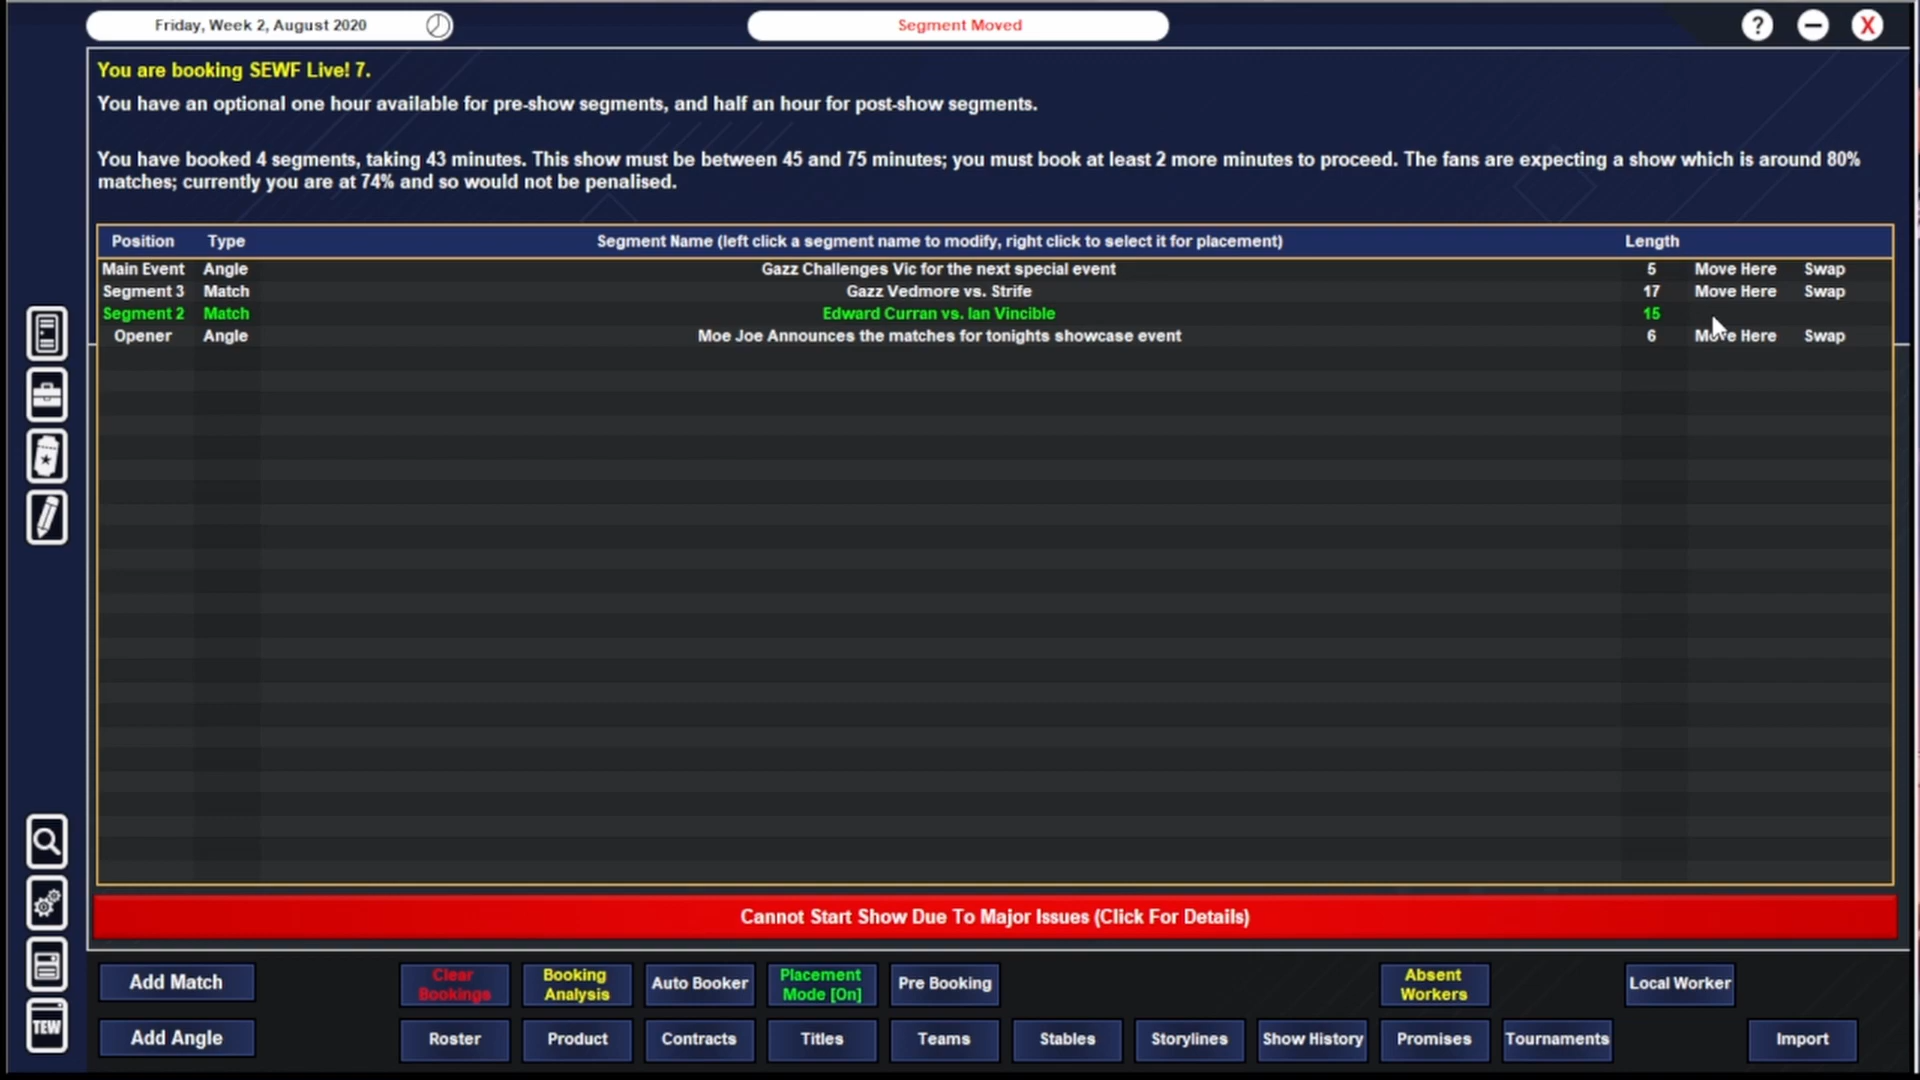 Friday, Week 2, August 2020
Segment Moved
?
X
You are booking SEWF Live! 7.
You have an optional one hour available for pre-show segments, and half an hour for post-show segments.
You have booked 4 segments, taking 43 minutes. This show must be between 45 and 75 minutes; you must book at least 2 more minutes to proceed. The fans are expecting a show which is around 80%
matches; currently you are at 74% and so would not be penalised.
Position Type Segment Name (left click a segment name to modify, right click to select it for placement) Length
Main Event Angle Gazz Challenges Vic for the next special event 5 Move Here Swap
Segment 3 Match Gazz Vedmore vs. Strife 17 Move Here Swap
Segment 2 Match Edward Curran vs. Ian Vincible 15
Opener Angle Moe Joe Announces the matches for tonights showcase event 6 Move Here Swap
Cannot Start Show Due To Major Issues (Click For Details)
Add Match
Clear
Bookings
Booking
Analysis
Auto Booker
Placement
Mode [On]
Pre Booking
Absent
Workers
Local Worker
TEW
Add Angle
Roster
Product
Contracts
Titles
Teams
Stables
Storylines
Show History
Promises
Tournaments
Import